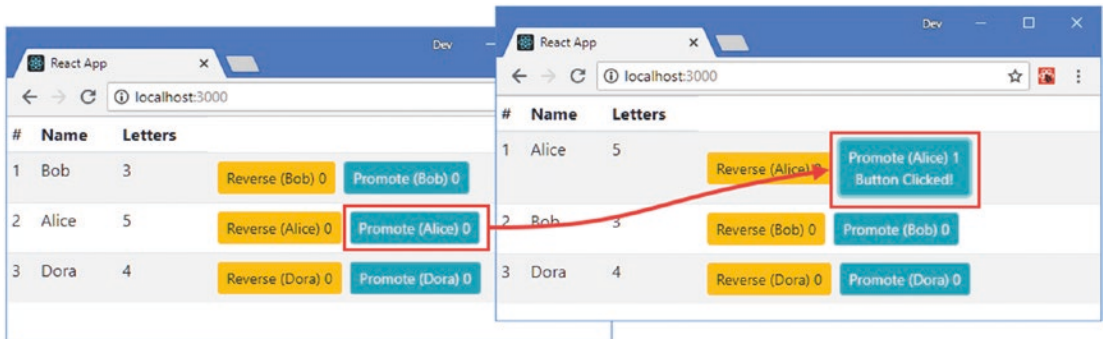 Dev
React App
localhost:3000
# Name Letters
1 Bob 3 Reverse (Bob) 0 Promote (Bob) 0
2 Alice 5 Reverse (Alice) 0 Promote (Alice) 0
3 Dora 4 Reverse (Dora) 0 Promote (Dora) 0
Dev
React App
localhost:3000
# Name Letters
1 Alice 5 Reverse (Alice) 0 Promote (Alice) 1
Button Clicked!
2 Bob 3 Reverse (Bob) 0 Promote (Bob) 0
3 Dora 4 Reverse (Dora) 0 Promote (Dora) 0